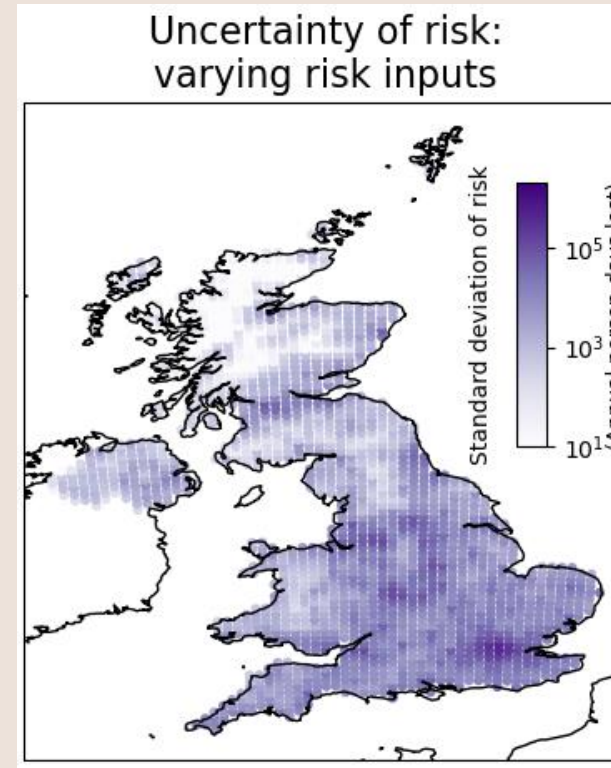 Uncertainty of risk:
varying risk inputs
Standard deviation of risk
10⁵
10³
10¹